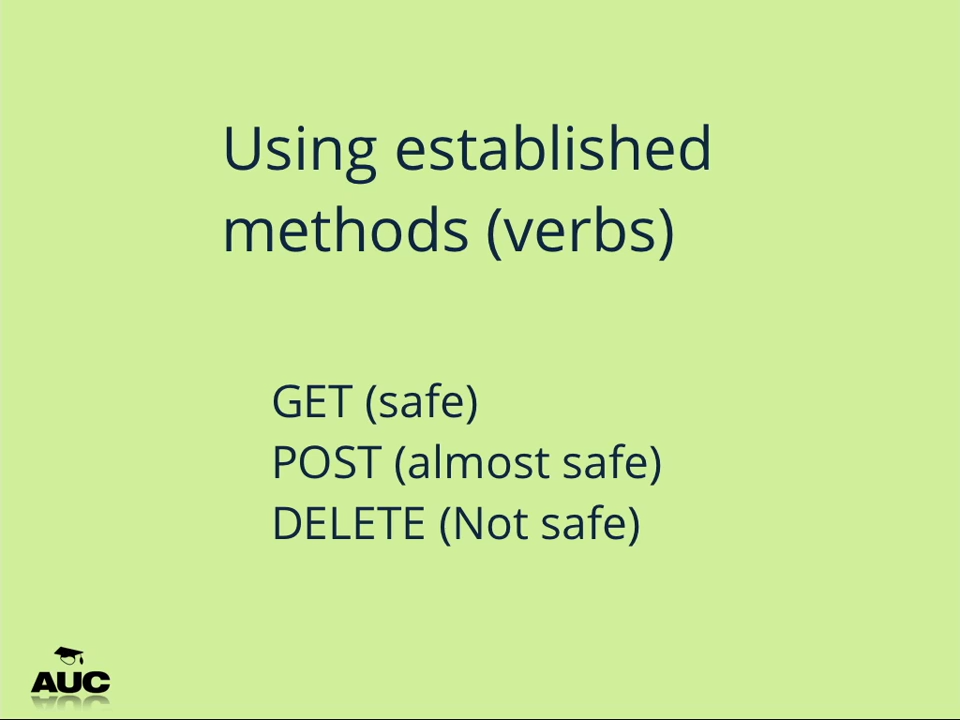 Using established
methods (verbs)
GET (safe)
POST (almost safe)
DELETE (Not safe)
AUC